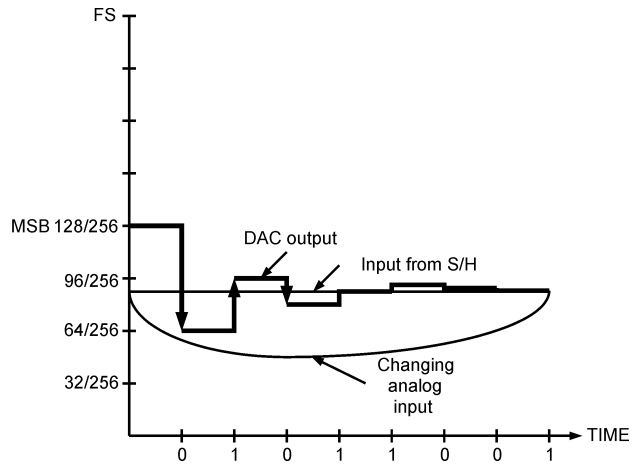 FS
MSB 128/256
DAC output
Input from S/H
96/256
64/256
Changing
analog
input
32/256
TIME
0 1 0 1 1 0 0 1